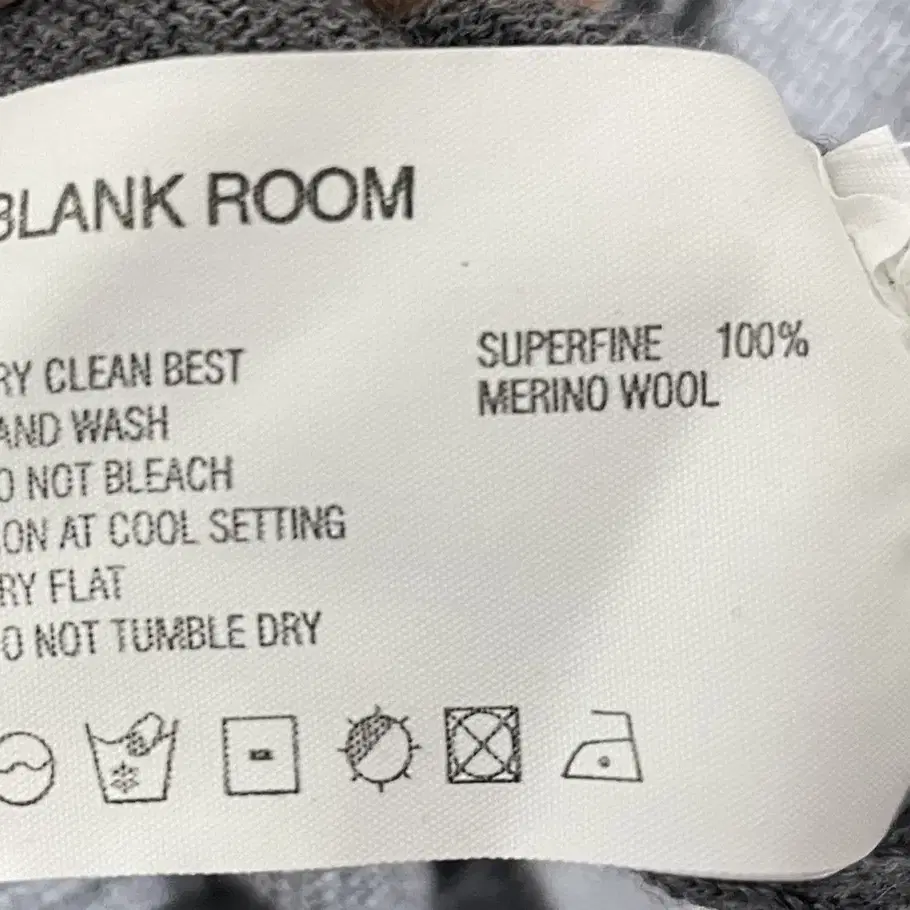 BLANK ROOM
RY CLEAN BEST
AND WASH
O NOT BLEACH
ON AT COOL SETTING
RY FLAT
O NOT TUMBLE DRY
SUPERFINE 100%
MERINO WOOL